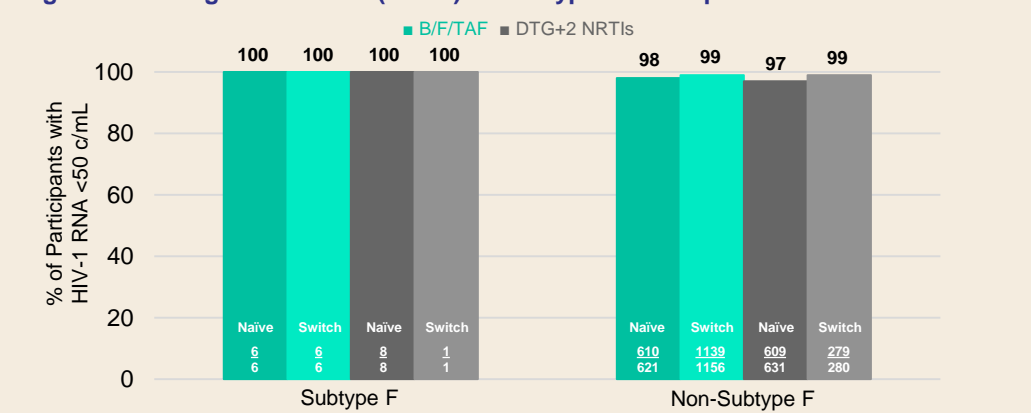 B/F/TAF DTG+2 NRTIs
100 100 100 100 98 99 97 99
% of Participants with
HIV-1 RNA <50 c/mL
100
80
60
40
20
0
Naïve Switch Naïve Switch Naïve Switch Naïve Switch
6 6 8 1 610 1139 609 279
6 6 8 1 621 1156 631 280
Subtype F Non-Subtype F